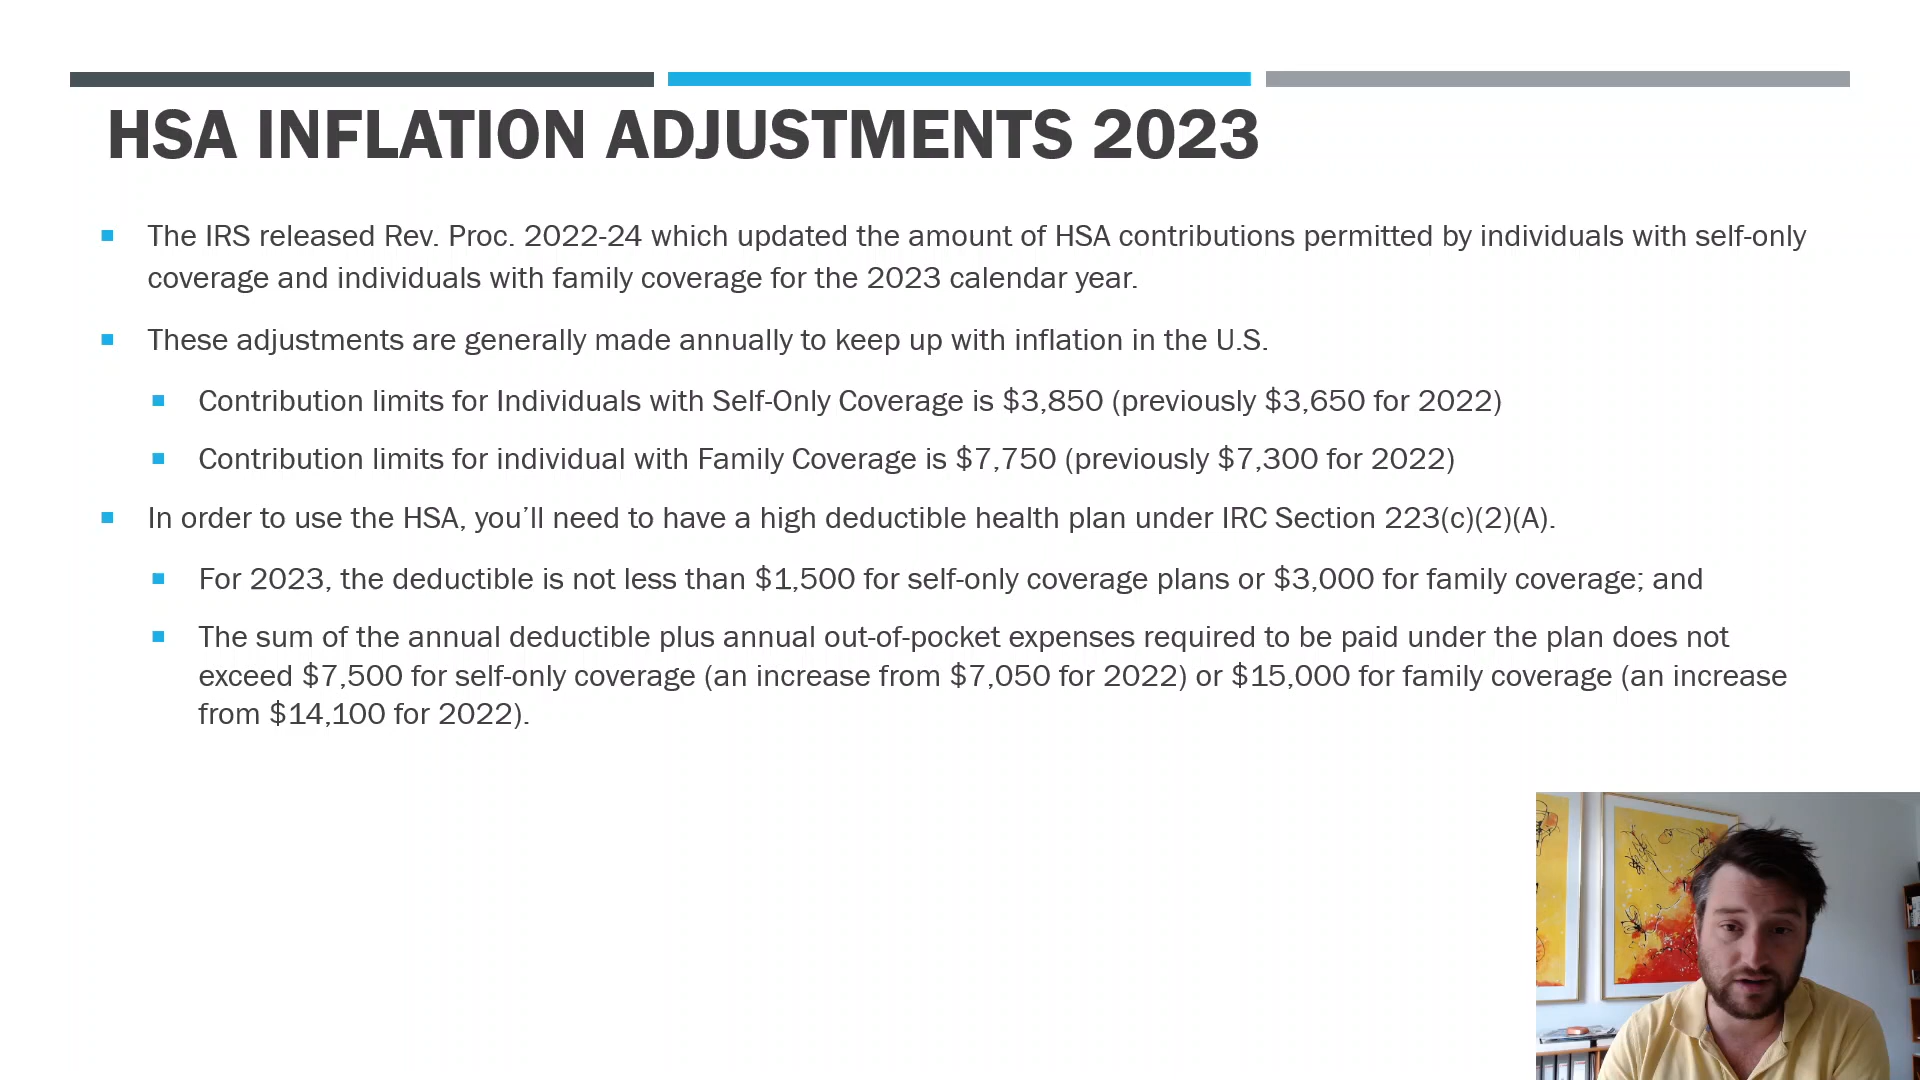 HSA INFLATION ADJUSTMENTS 2023
The IRS released Rev. Proc. 2022-24 which updated the amount of HSA contributions permitted by individuals with self-only
coverage and individuals with family coverage for the 2023 calendar year.
These adjustments are generally made annually to keep up with inflation in the U.S.
Contribution limits for Individuals with Self-Only Coverage is $3,850 (previously $3,650 for 2022)
Contribution limits for individual with Family Coverage is $7,750 (previously $7,300 for 2022)
In order to use the HSA, you’ll need to have a high deductible health plan under IRC Section 223(c)(2)(A).
For 2023, the deductible is not less than $1,500 for self-only coverage plans or $3,000 for family coverage; and
The sum of the annual deductible plus annual out-of-pocket expenses required to be paid under the plan does not
exceed $7,500 for self-only coverage (an increase from $7,050 for 2022) or $15,000 for family coverage (an increase
from $14,100 for 2022).